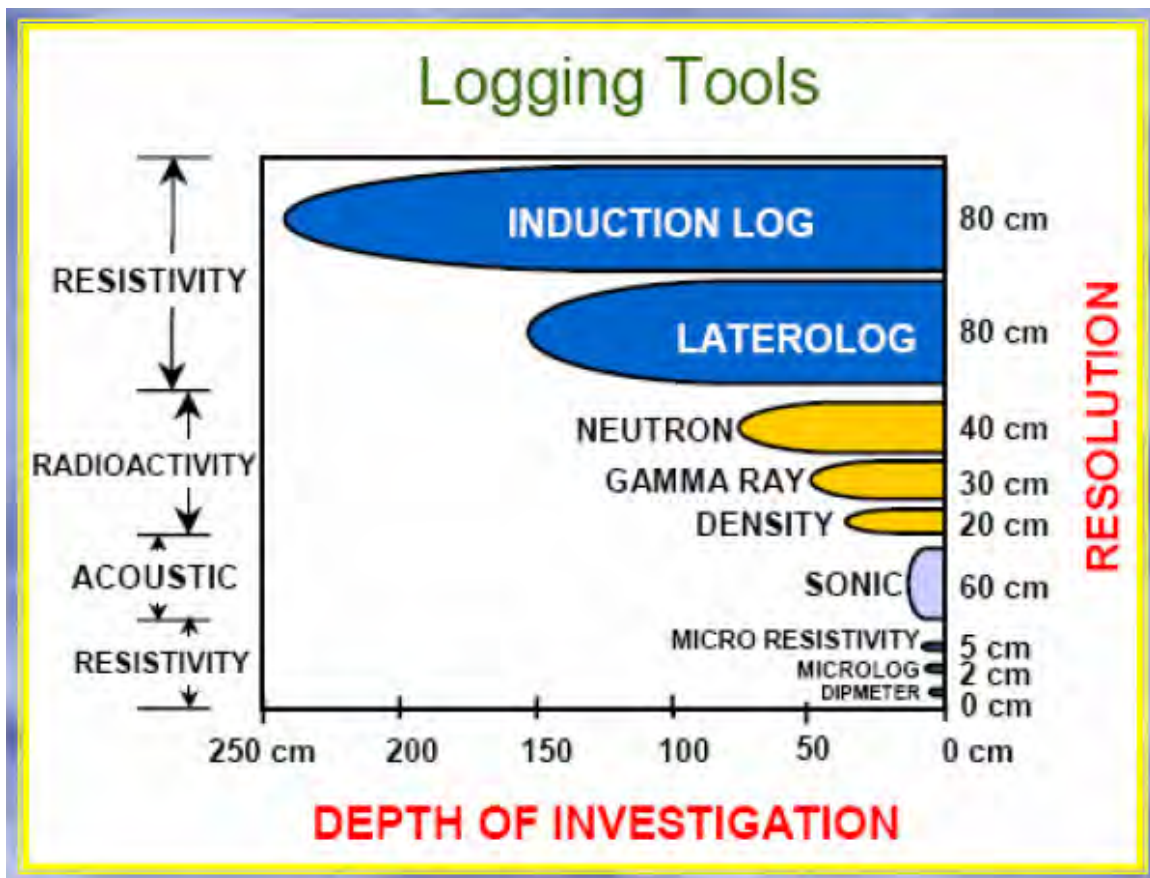 Logging Tools
RESISTIVITY
RADIOACTIVITY
ACOUSTIC
RESISTIVITY
INDUCTION LOG
LATEROLOG
NEUTRON
GAMMA RAY
DENSITY
SONIC
MICRO RESISTIVITY
MICROLOG
DIPMETER
80 cm
80 cm
40 cm
30 cm
20 cm
60 cm
5 cm
2 cm
0 cm
RESOLUTION
250 cm 200 150 100 50 0 cm
DEPTH OF INVESTIGATION